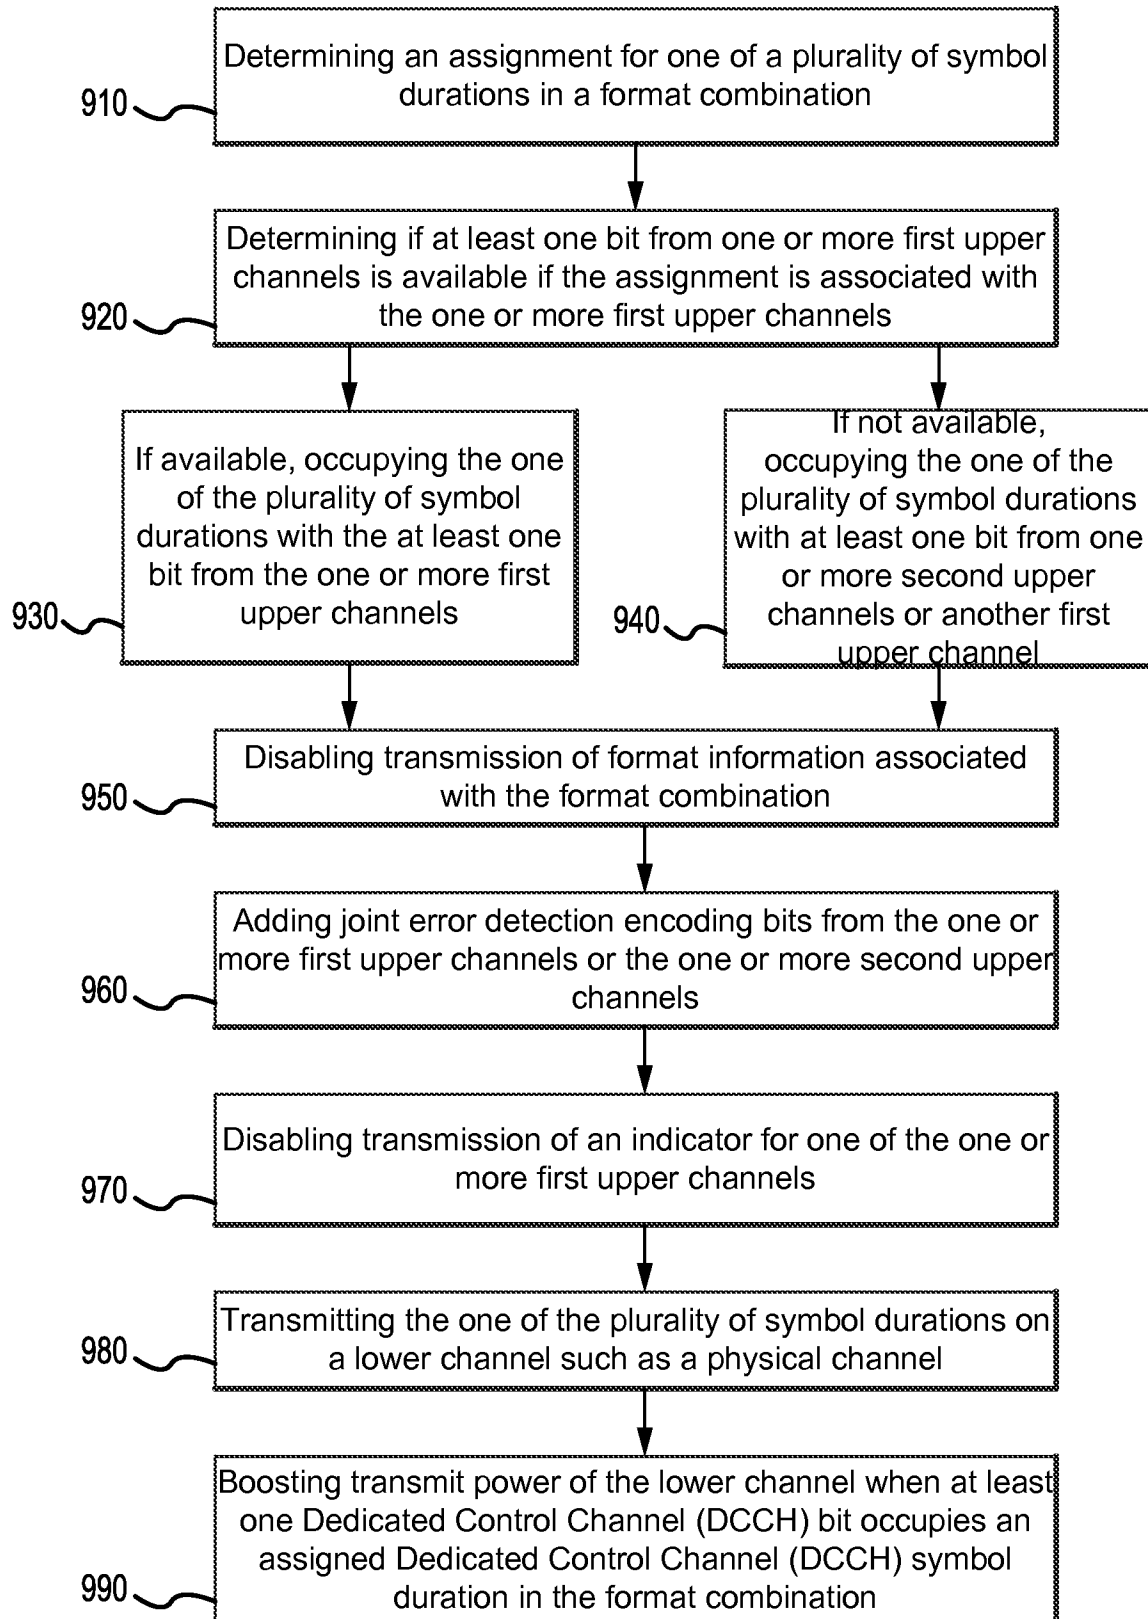 Determining an assignment for one of a plurality of symbol
durations in a format combination
910
Determining if at least one bit from one or more first upper
channels is available if the assignment is associated with
the one or more first upper channels
920
If available, occupying the one
of the plurality of symbol
durations with the at least one
bit from the one or more first
upper channels
930
If not available,
occupying the one of the
plurality of symbol durations
with at least one bit from one
or more second upper
channels or another first
upper channel
940
Disabling transmission of format information associated
with the format combination
950
Adding joint error detection encoding bits from the one or
more first upper channels or the one or more second upper
channels
960
Disabling transmission of an indicator for one of the one or
more first upper channels
970
Transmitting the one of the plurality of symbol durations on
a lower channel such as a physical channel
980
Boosting transmit power of the lower channel when at least
one Dedicated Control Channel (DCCH) bit occupies an
assigned Dedicated Control Channel (DCCH) symbol
duration in the format combination
990